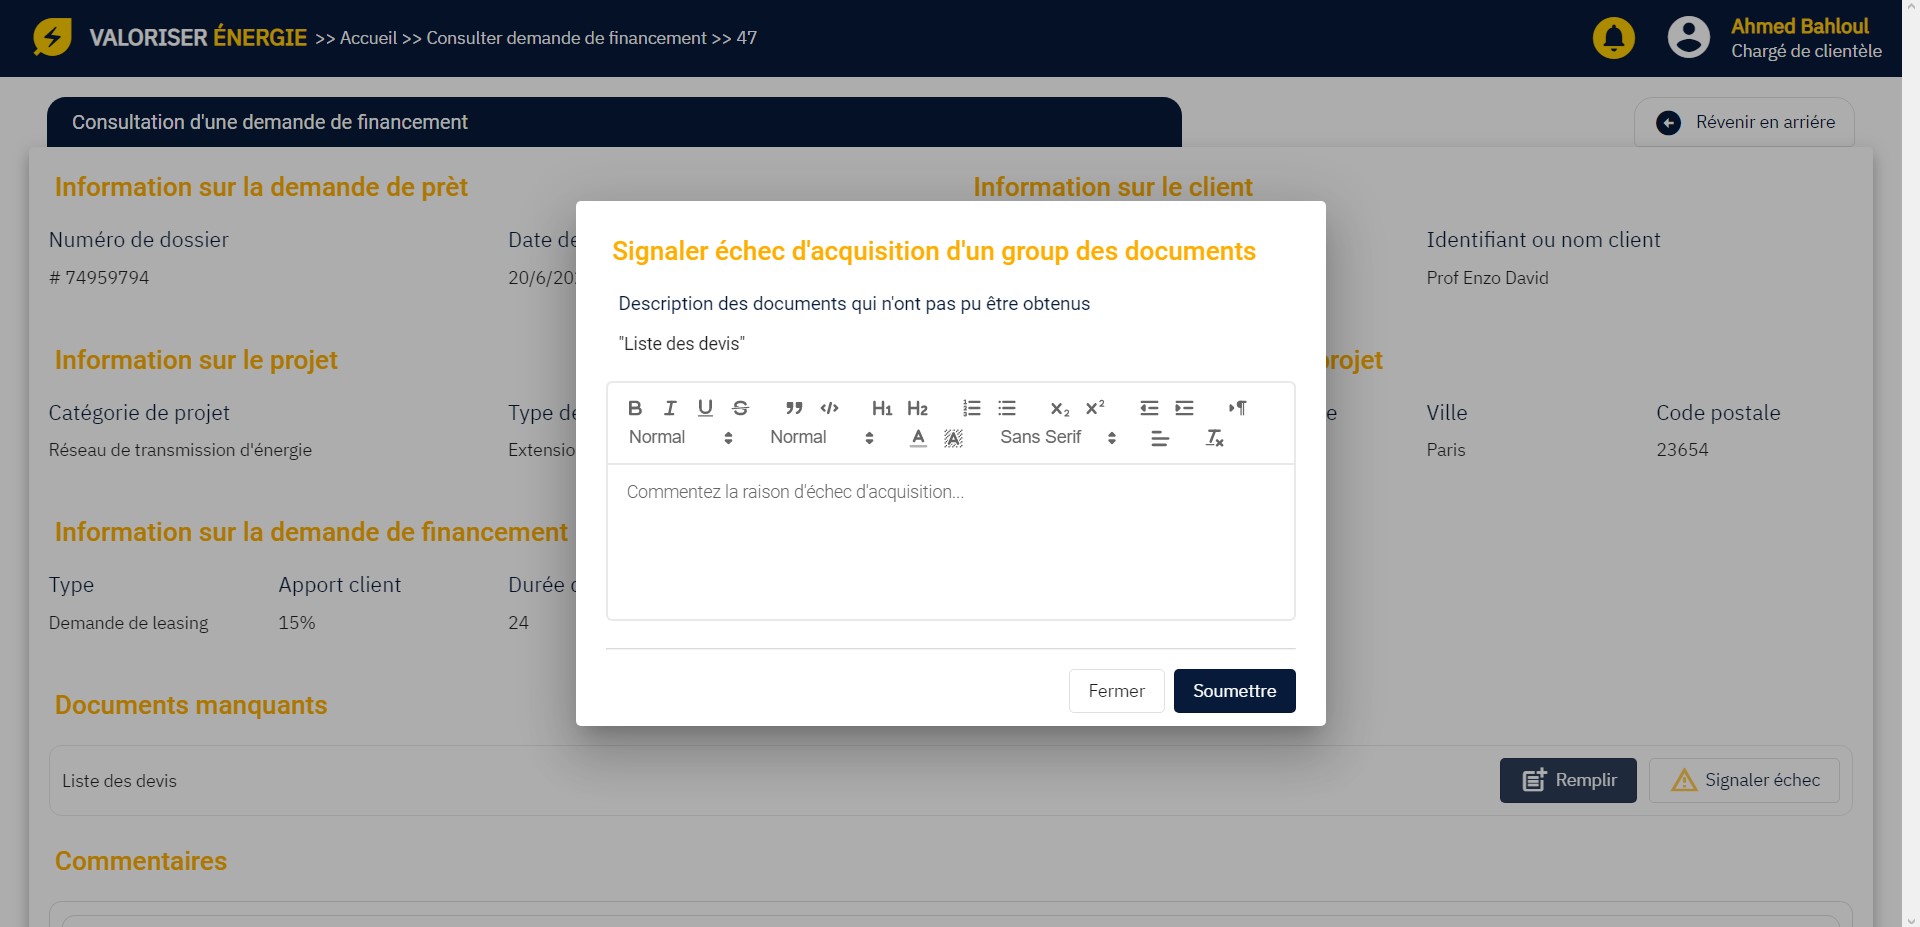 VALORISER ÉNERGIE >> Accueil >> Consulter demande de financement >> 47
Ahmed Bahloul
Chargé de clientèle
Consultation d'une demande de financement
Révenir en arriére
Information sur la demande de prèt
Information sur le client
Numéro de dossier
Date de
Identifiant ou nom client
# 74959794
20/6/20
Prof Enzo David
Information sur le projet
projet
Catégorie de projet
Type de
e
Ville
Code postale
Réseau de transmission d'énergie
Extensio
Paris
23654
Information sur la demande de financement
Type
Apport client
Durée
Demande de leasing
15%
24
Documents manquants
Liste des devis
Remplir
Signaler échec
Commentaires
Signaler échec d'acquisition d'un group des documents
Description des documents qui n'ont pas pu être obtenus
"Liste des devis"
B I U S H1 H2 x₂ x²
Normal Normal A A Sans Serif Tx
Commentez la raison d'échec d'acquisition...
Fermer
Soumettre